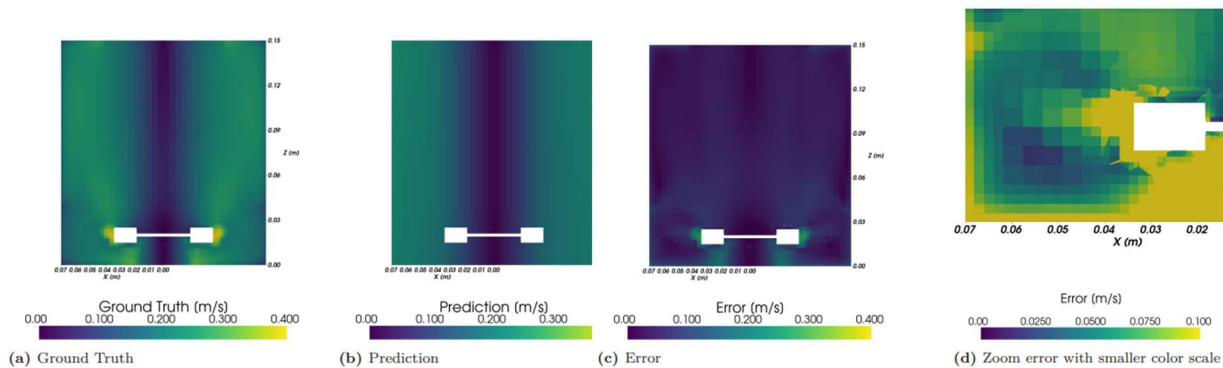 0.15
0.12
0.09
Z (m)
0.06
0.03
0.00
0.07 0.06 0.05 0.04 0.03 0.02 0.01 0.00
X (m)
Ground Truth (m/s)
0.00 0.100 0.200 0.300 0.400
(a) Ground Truth
0.07 0.06 0.05 0.04 0.03 0.02 0.01 0.00
X (m)
Prediction (m/s)
0.00 0.100 0.200 0.300
(b) Prediction
0.15
0.12
0.09
Z (m)
0.06
0.03
0.00
0.07 0.06 0.05 0.04 0.03 0.02 0.01 0.00
X (m)
Error (m/s)
0.00 0.100 0.200 0.300 0.400
(c) Error
0.07 0.06 0.05 0.04 0.03 0.02
X (m)
Error (m/s)
0.00 0.0250 0.0500 0.0750 0.100
(d) Zoom error with smaller color scale